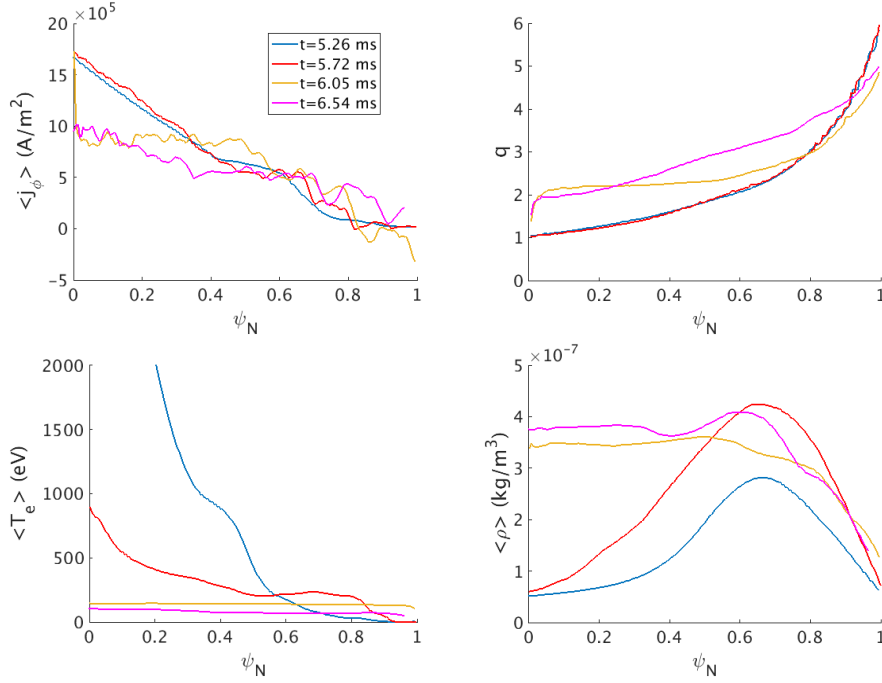 ×10⁵
20
15
10
5
0
−5
<j_ϕ> (A/m²)
0 0.2 0.4 0.6 0.8 1
ψ_N
t=5.26 ms
t=5.72 ms
t=6.05 ms
t=6.54 ms
6
5
4
3
2
1
0
q
0 0.2 0.4 0.6 0.8 1
ψ_N
2000
1500
1000
500
0
<T_e> (eV)
0 0.2 0.4 0.6 0.8 1
ψ_N
×10⁻⁷
5
4
3
2
1
0
<ρ> (kg/m³)
0 0.2 0.4 0.6 0.8 1
ψ_N